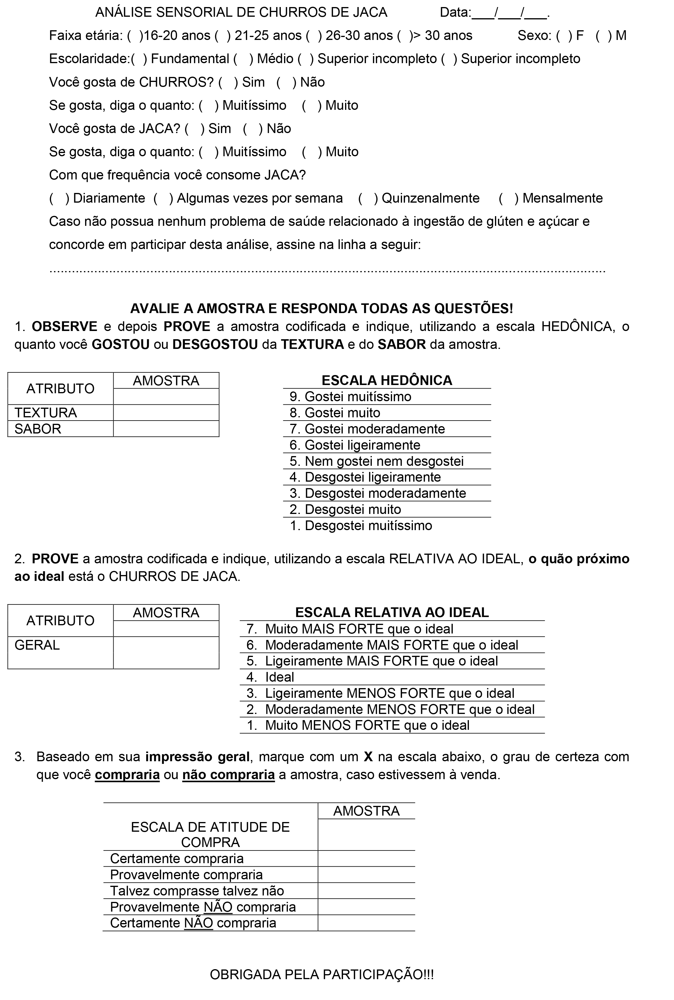 ANÁLISE SENSORIAL DE CHURROS DE JACA Data:___/___/___.
Faixa etária: ( )16-20 anos ( ) 21-25 anos ( ) 26-30 anos ( )> 30 anos Sexo: ( ) F ( ) M
Escolaridade:( ) Fundamental ( ) Médio ( ) Superior incompleto ( ) Superior incompleto
Você gosta de CHURROS? ( ) Sim ( ) Não
Se gosta, diga o quanto: ( ) Muitíssimo ( ) Muito
Você gosta de JACA? ( ) Sim ( ) Não
Se gosta, diga o quanto: ( ) Muitíssimo ( ) Muito
Com que frequência você consome JACA?
( ) Diariamente ( ) Algumas vezes por semana ( ) Quinzenalmente ( ) Mensalmente
Caso não possua nenhum problema de saúde relacionado à ingestão de glúten e açúcar e
concorde em participar desta análise, assine na linha a seguir:
.....................................................................................................................................................
AVALIE A AMOSTRA E RESPONDA TODAS AS QUESTÕES!
1. OBSERVE e depois PROVE a amostra codificada e indique, utilizando a escala HEDÔNICA, o
quanto você GOSTOU ou DESGOSTOU da TEXTURA e do SABOR da amostra.
ATRIBUTO AMOSTRA
TEXTURA
SABOR
ESCALA HEDÔNICA
9. Gostei muitíssimo
8. Gostei muito
7. Gostei moderadamente
6. Gostei ligeiramente
5. Nem gostei nem desgostei
4. Desgostei ligeiramente
3. Desgostei moderadamente
2. Desgostei muito
1. Desgostei muitíssimo
2. PROVE a amostra codificada e indique, utilizando a escala RELATIVA AO IDEAL, o quão próximo
ao ideal está o CHURROS DE JACA.
ATRIBUTO AMOSTRA
GERAL
ESCALA RELATIVA AO IDEAL
7. Muito MAIS FORTE que o ideal
6. Moderadamente MAIS FORTE que o ideal
5. Ligeiramente MAIS FORTE que o ideal
4. Ideal
3. Ligeiramente MENOS FORTE que o ideal
2. Moderadamente MENOS FORTE que o ideal
1. Muito MENOS FORTE que o ideal
3. Baseado em sua impressão geral, marque com um X na escala abaixo, o grau de certeza com
que você compraria ou não compraria a amostra, caso estivessem à venda.
AMOSTRA
ESCALA DE ATITUDE DE
COMPRA
Certamente compraria
Provavelmente compraria
Talvez comprasse talvez não
Provavelmente NÃO compraria
Certamente NÃO compraria
OBRIGADA PELA PARTICIPAÇÃO!!!